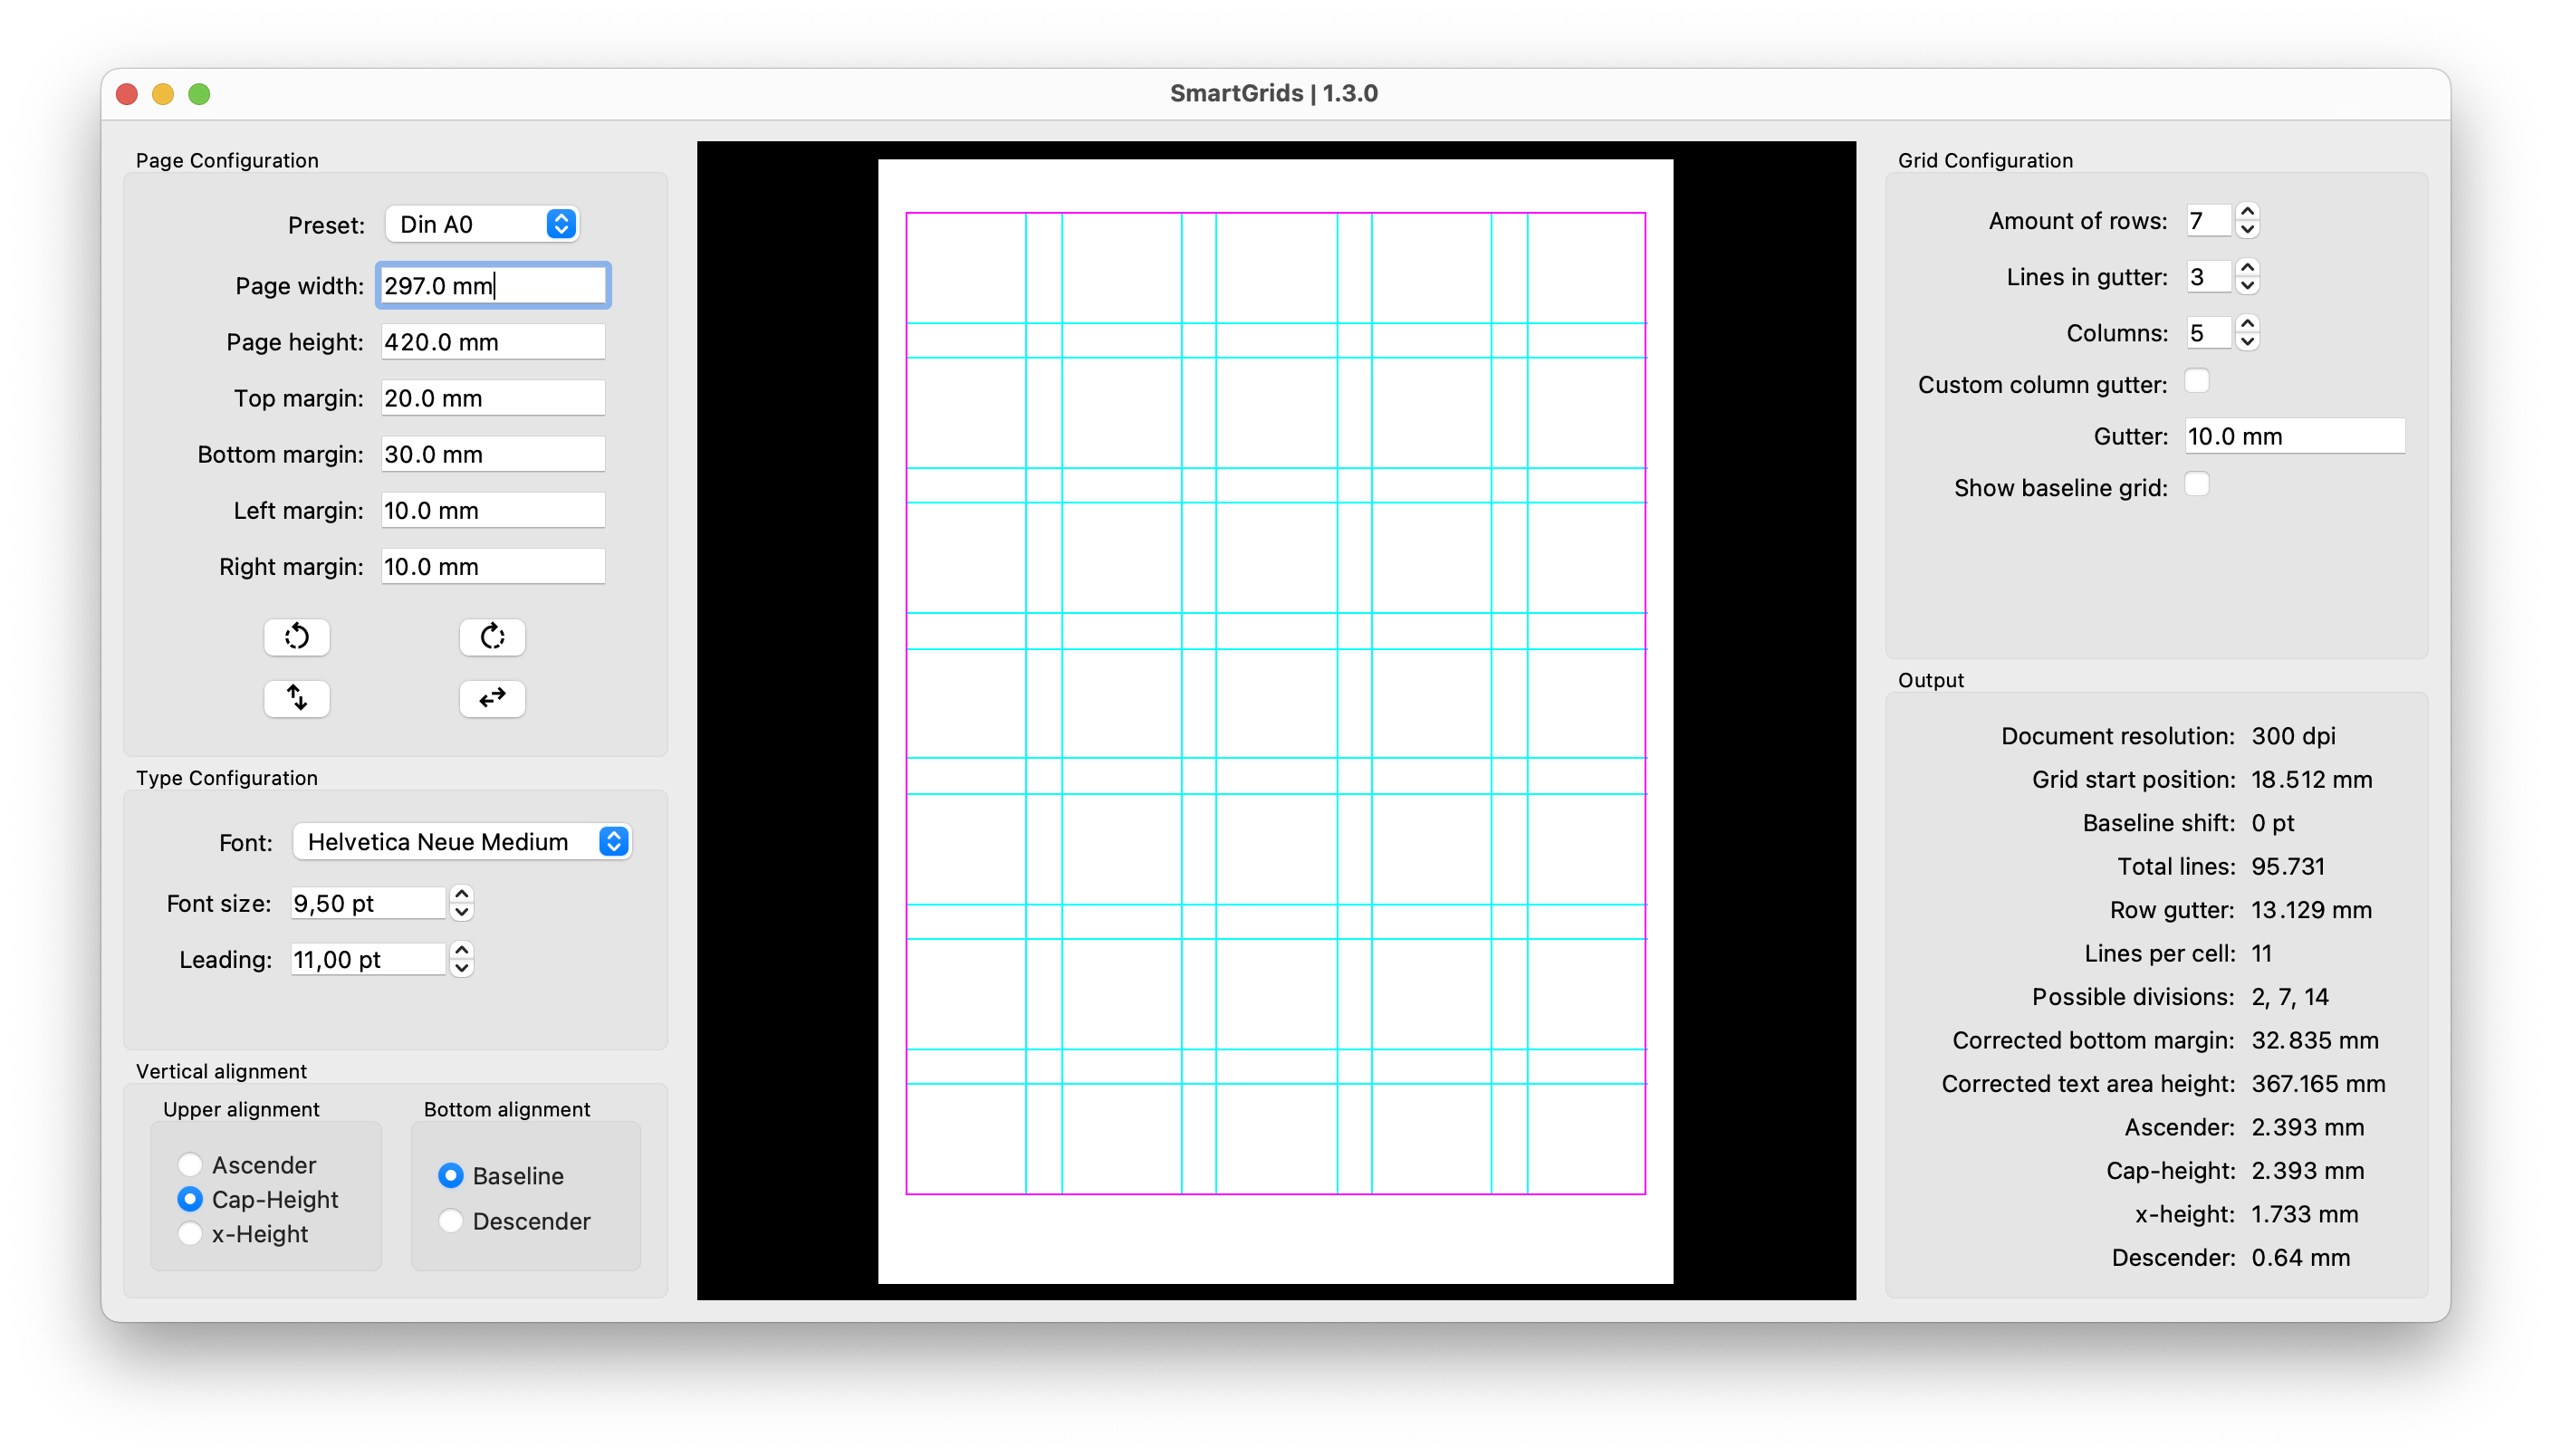 SmartGrids | 1.3.0
Page Configuration
Preset: Din A0
Page width: 297.0 mm
Page height: 420.0 mm
Top margin: 20.0 mm
Bottom margin: 30.0 mm
Left margin: 10.0 mm
Right margin: 10.0 mm
Type Configuration
Font: Helvetica Neue Medium
Font size: 9,50 pt
Leading: 11,00 pt
Vertical alignment
Upper alignment
Ascender
Cap-Height
x-Height
Bottom alignment
Baseline
Descender
Grid Configuration
Amount of rows: 7
Lines in gutter: 3
Columns: 5
Custom column gutter:
Gutter: 10.0 mm
Show baseline grid:
Output
Document resolution: 300 dpi
Grid start position: 18.512 mm
Baseline shift: 0 pt
Total lines: 95.731
Row gutter: 13.129 mm
Lines per cell: 11
Possible divisions: 2, 7, 14
Corrected bottom margin: 32.835 mm
Corrected text area height: 367.165 mm
Ascender: 2.393 mm
Cap-height: 2.393 mm
x-height: 1.733 mm
Descender: 0.64 mm